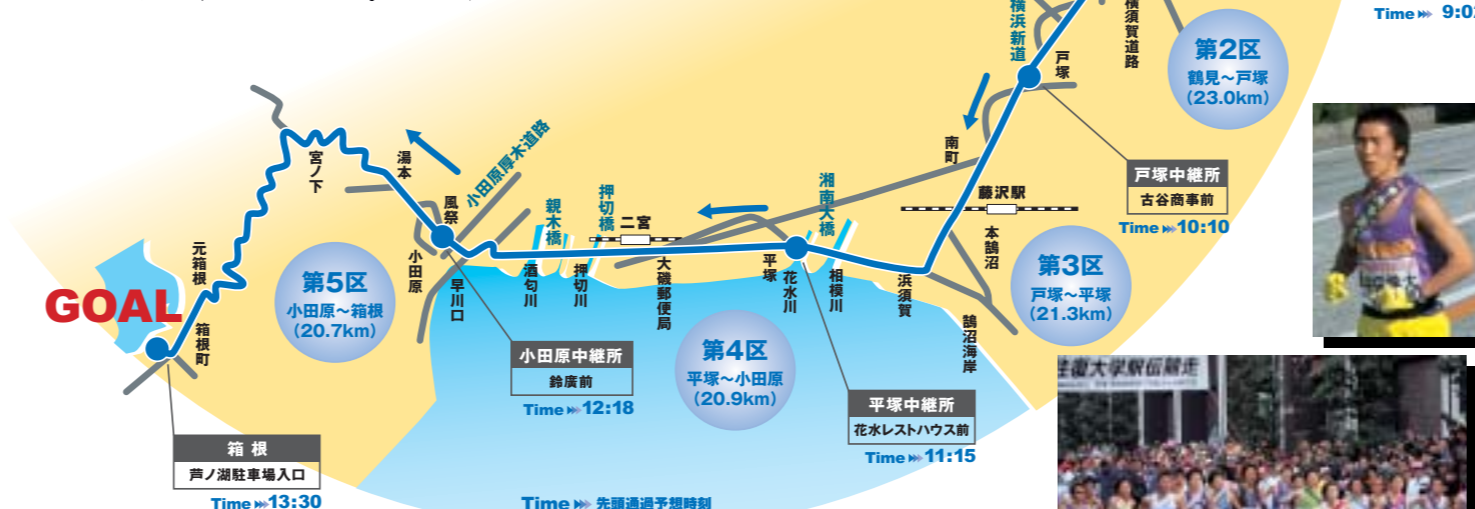 Time 9:0
横浜新道
横須賀道路
戸塚
第2区
鶴見～戸塚
(23.0km)
戸塚中継所
古谷商事前
Time 10:10
南町
藤沢駅
本鵠沼
鵠沼海岸
浜須賀
第3区
戸塚～平塚
(21.3km)
湘南大橋
相模川
花水川
平塚
平塚中継所
花水レストハウス前
Time 11:15
大磯郵便局
二宮
押切橋
押切川
親木橋
酒匂川
第4区
平塚～小田原
(20.9km)
小田原厚木道路
早川口
小田原
風祭
小田原中継所
鈴廣前
Time 12:18
湯本
宮ノ下
第5区
小田原～箱根
(20.7km)
元箱根
箱根町
GOAL
箱根
芦ノ湖駐車場入口
Time 13:30
Time 先頭通過予想時刻
往復大学駅伝競走